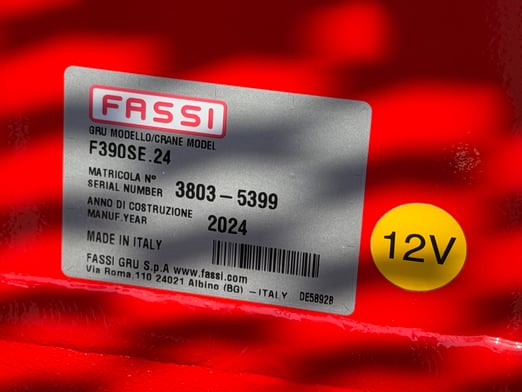 FASSI
GRU MODELLO/CRANE MODEL
F390SE.24
MATRICOLA N°
SERIAL NUMBER 3803-5399
ANNO DI COSTRUZIONE
MANUF.YEAR 2024
MADE IN ITALY
FASSI GRU S.p.A www.fassi.com
Via Roma,110 24021 Albino (BG) -ITALY DE5892B
12V